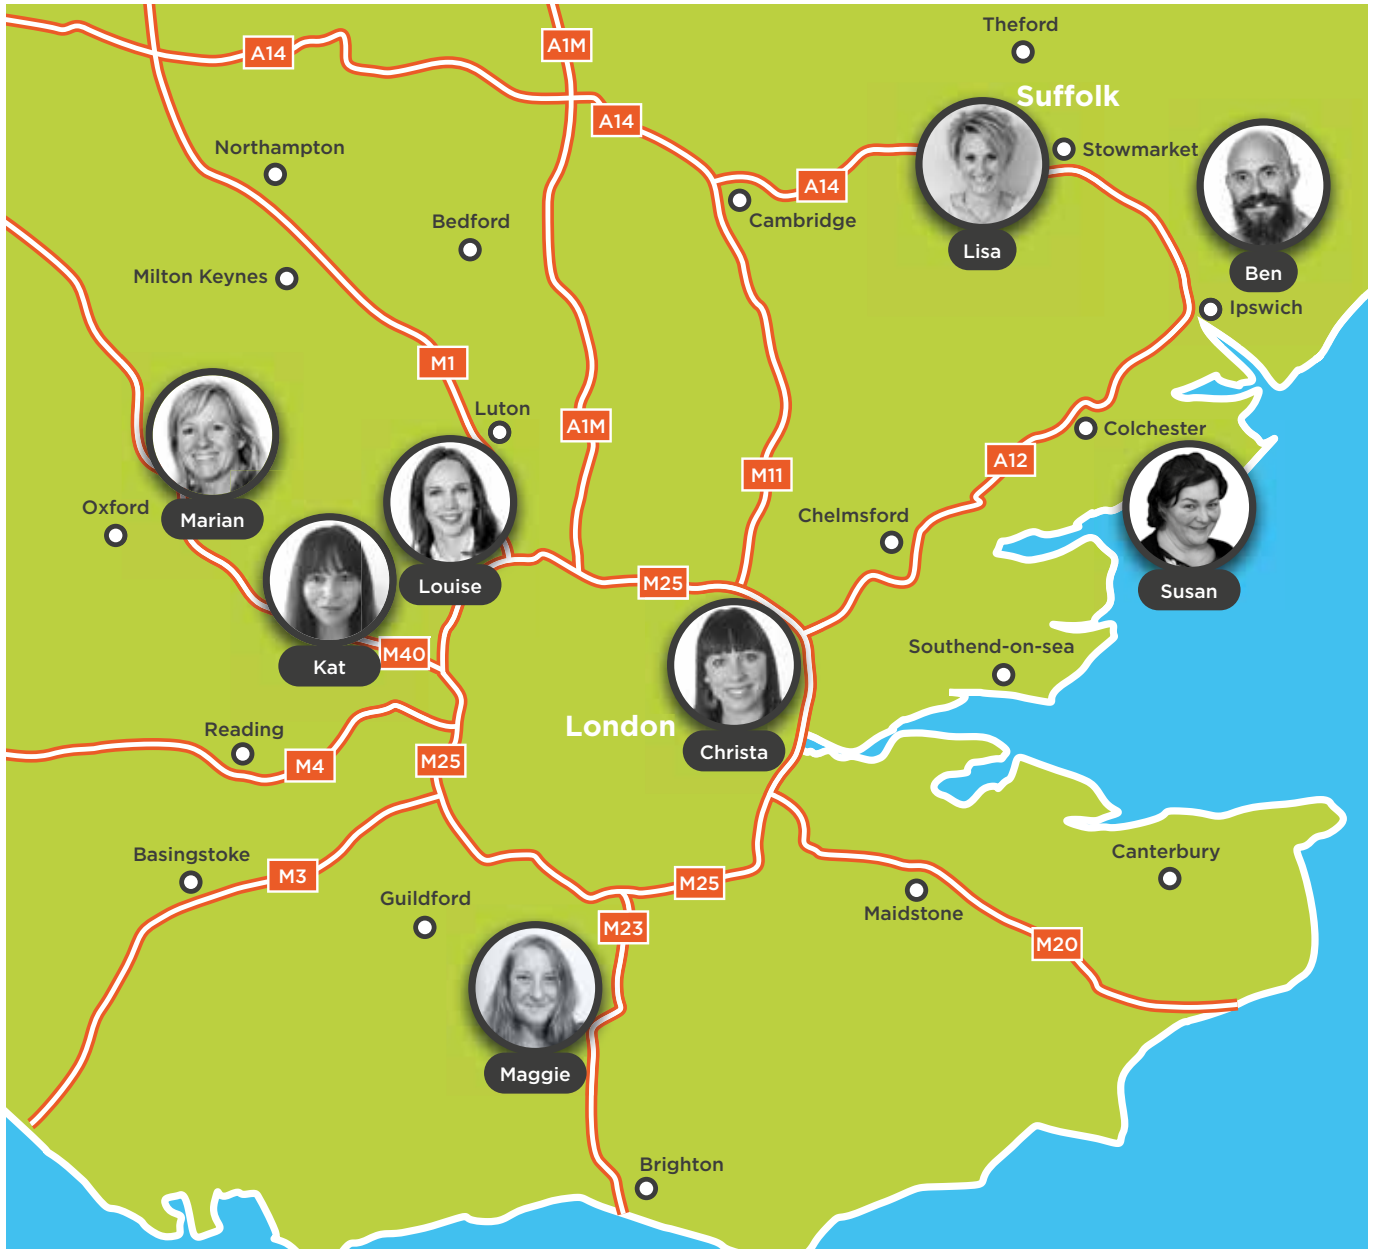 Theford
A1M
A14
Suffolk
A14
Northampton
Stowmarket
A14
Cambridge
Bedford
Lisa
Ben
Milton Keynes
Ipswich
M1
Luton
A1M
Colchester
A12
M11
Oxford
Marian
Chelmsford
Louise
M25
Susan
Kat
M40
Southend-on-sea
London
Reading
Christa
M4
M25
Basingstoke
M3
M25
Canterbury
Guildford
Maidstone
M23
M20
Maggie
Brighton